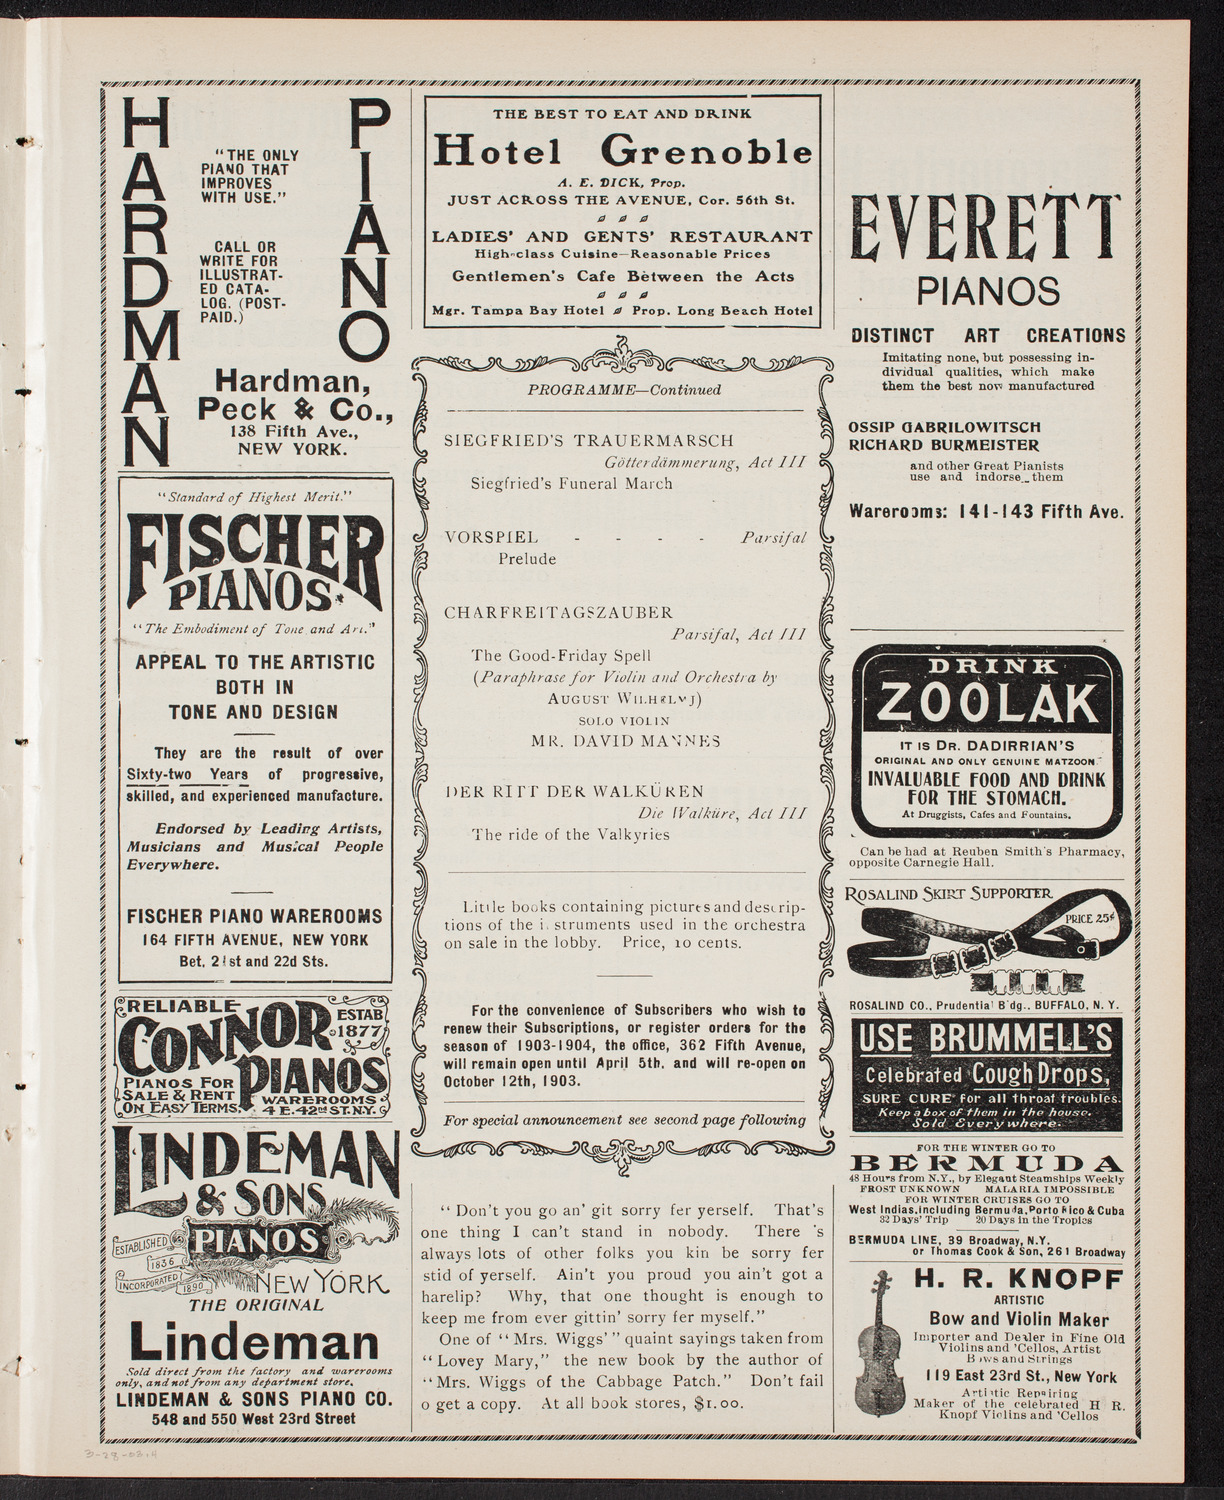 HARDMAN
PIANO
"THE ONLY
PIANO THAT
IMPROVES
WITH USE."
CALL OR
WRITE FOR
ILLUSTRAT-
ED CATA-
LOG. (POST-
PAID.)
Hardman,
Peck & Co.,
138 Fifth Ave.,
NEW YORK.
"Standard of Highest Merit."
FISCHER
PIANOS.
"The Embodiment of Tone and Art."
APPEAL TO THE ARTISTIC
BOTH IN
TONE AND DESIGN
They are the result of over
Sixty-two Years of progressive,
skilled, and experienced manufacture.
Endorsed by Leading Artists,
Musicians and Musical People
Everywhere.
FISCHER PIANO WAREROOMS
164 FIFTH AVENUE, NEW YORK
Bet. 21st and 22d Sts.
RELIABLE
CONNOR
ESTAB
1877
PIANOS
PIANOS FOR
SALE & RENT
ON EASY TERMS.
WAREROOMS
4 E. 42nd ST. N.Y.
LINDEMAN
& SONS
PIANOS
ESTABLISHED
1836
INCORPORATED
1890
NEW YORK
THE ORIGINAL
Lindeman
Sold direct from the factory and warerooms
only, and not from any department store.
LINDEMAN & SONS PIANO CO.
548 and 550 West 23rd Street
THE BEST TO EAT AND DRINK
Hotel Grenoble
A. E. DICK, Prop.
JUST ACROSS THE AVENUE, Cor. 56th St.
LADIES' AND GENTS' RESTAURANT
High-class Cuisine—Reasonable Prices
Gentlemen's Cafe Between the Acts
Mgr. Tampa Bay Hotel Prop. Long Beach Hotel
PROGRAMME—Continued
SIEGFRIED'S TRAUERMARSCH
Götterdämmerung, Act III
Siegfried's Funeral March
VORSPIEL - - - - Parsifal
Prelude
CHARFREITAGSZAUBER
Parsifal, Act III
The Good-Friday Spell
(Paraphrase for Violin and Orchestra by
AUGUST WILHELMJ)
SOLO VIOLIN
MR. DAVID MANNES
DER RITT DER WALKÜREN
Die Walküre, Act III
The ride of the Valkyries
Little books containing pictures and descrip-
tions of the i. struments used in the orchestra
on sale in the lobby. Price, 10 cents.
For the convenience of Subscribers who wish to
renew their Subscriptions, or register orders for the
season of 1903-1904, the office, 362 Fifth Avenue,
will remain open until April 5th, and will re-open on
October 12th, 1903.
For special announcement see second page following
"Don't you go an' git sorry fer yerself. That's
one thing I can't stand in nobody. There 's
always lots of other folks you kin be sorry fer
stid of yerself. Ain't you proud you ain't got a
harelip? Why, that one thought is enough to
keep me from ever gittin' sorry fer myself."
One of "Mrs. Wiggs'" quaint sayings taken from
"Lovey Mary," the new book by the author of
"Mrs. Wiggs of the Cabbage Patch." Don't fail
o get a copy. At all book stores, $1.00.
EVERETT
PIANOS
DISTINCT ART CREATIONS
Imitating none, but possessing in-
dividual qualities, which make
them the best now manufactured
OSSIP GABRILOWITSCH
RICHARD BURMEISTER
and other Great Pianists
use and indorse them
Warerooms: 141-143 Fifth Ave.
DRINK
ZOOLAK
IT IS DR. DADIRRIAN'S
ORIGINAL AND ONLY GENUINE MATZOON.
INVALUABLE FOOD AND DRINK
FOR THE STOMACH.
At Druggists, Cafes and Fountains.
Can be had at Reuben Smith's Pharmacy,
opposite Carnegie Hall.
ROSALIND SKIRT SUPPORTER
PRICE 25¢
ROSALIND CO., Prudential B'dg., BUFFALO, N. Y.
USE BRUMMELL'S
Celebrated Cough Drops,
SURE CURE for all throat troubles.
Keep a box of them in the house.
Sold Everywhere.
FOR THE WINTER GO TO
BERMUDA
48 Hours from N.Y., by Elegant Steamships Weekly
FROST UNKNOWN MALARIA IMPOSSIBLE
FOR WINTER CRUISES GO TO
West Indias, including Bermuda, Porto Rico & Cuba
32 Days' Trip 20 Days in the Tropics
BERMUDA LINE, 39 Broadway, N.Y.
or Thomas Cook & Son, 261 Broadway
H. R. KNOPF
ARTISTIC
Bow and Violin Maker
Importer and Dealer in Fine Old
Violins and 'Cellos, Artist
Bows and Strings
119 East 23rd St., New York
Artistic Repairing
Maker of the celebrated H R.
Knopf Violins and 'Cellos
3-28-03.A